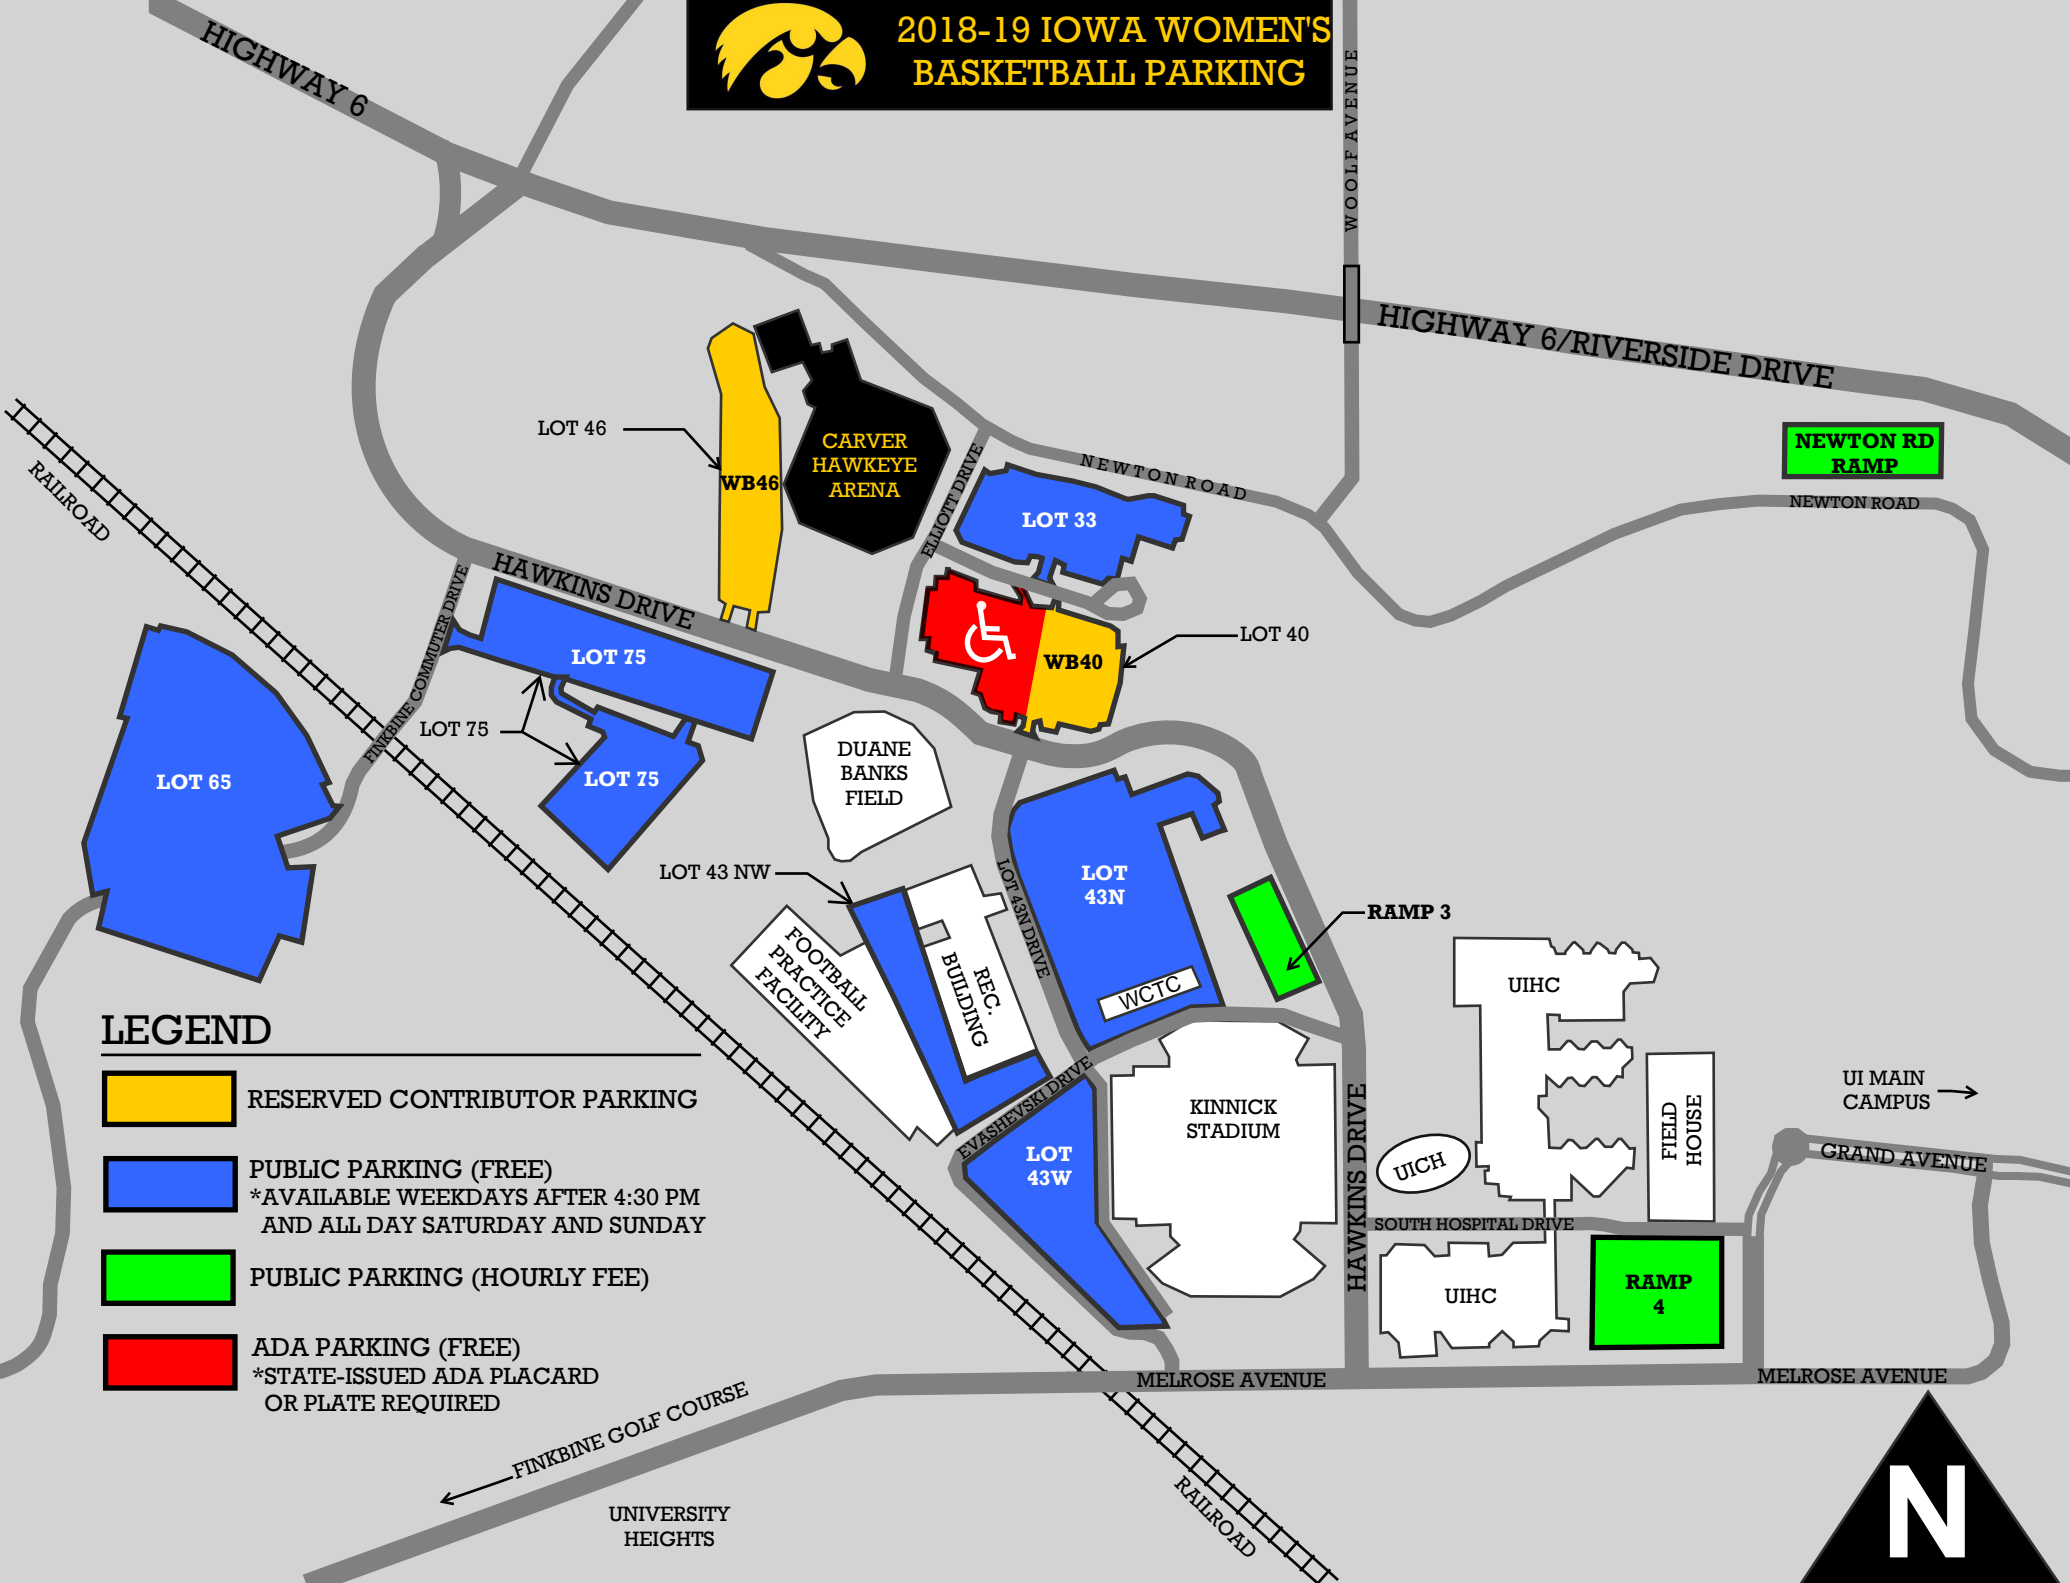 2018-19 IOWA WOMEN'S
BASKETBALL PARKING
HIGHWAY 6
WOOLF AVENUE
HIGHWAY 6/RIVERSIDE DRIVE
NEWTON RD
RAMP
NEWTON ROAD
NEWTON ROAD
LOT 46
WB46
CARVER
HAWKEYE
ARENA
ELLIOTT DRIVE
LOT 33
RAILROAD
HAWKINS DRIVE
FINKBINE COMMUTER DRIVE
LOT 75
LOT 75
LOT 75
LOT 65
WB40
LOT 40
DUANE
BANKS
FIELD
LOT 43 NW
LOT 43N DRIVE
LOT
43N
WCTC
RAMP 3
FOOTBALL
PRACTICE
FACILITY
REC.
BUILDING
EVASHEVSKI DRIVE
LOT
43W
KINNICK
STADIUM
HAWKINS DRIVE
UIHC
UICH
FIELD
HOUSE
UI MAIN
CAMPUS
GRAND AVENUE
SOUTH HOSPITAL DRIVE
UIHC
RAMP
4
MELROSE AVENUE
MELROSE AVENUE
LEGEND
RESERVED CONTRIBUTOR PARKING
PUBLIC PARKING (FREE)
*AVAILABLE WEEKDAYS AFTER 4:30 PM
AND ALL DAY SATURDAY AND SUNDAY
PUBLIC PARKING (HOURLY FEE)
ADA PARKING (FREE)
*STATE-ISSUED ADA PLACARD
OR PLATE REQUIRED
FINKBINE GOLF COURSE
UNIVERSITY
HEIGHTS
RAILROAD
N